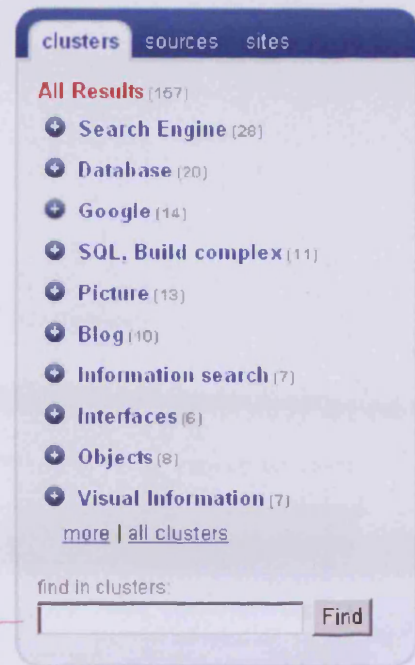 clusters sources sites
All Results (167)
Search Engine (28)
Database (20)
Google (14)
SQL, Build complex (11)
Picture (13)
Blog (10)
Information search (7)
Interfaces (6)
Objects (8)
Visual Information (7)
more | all clusters
find in clusters:
Find